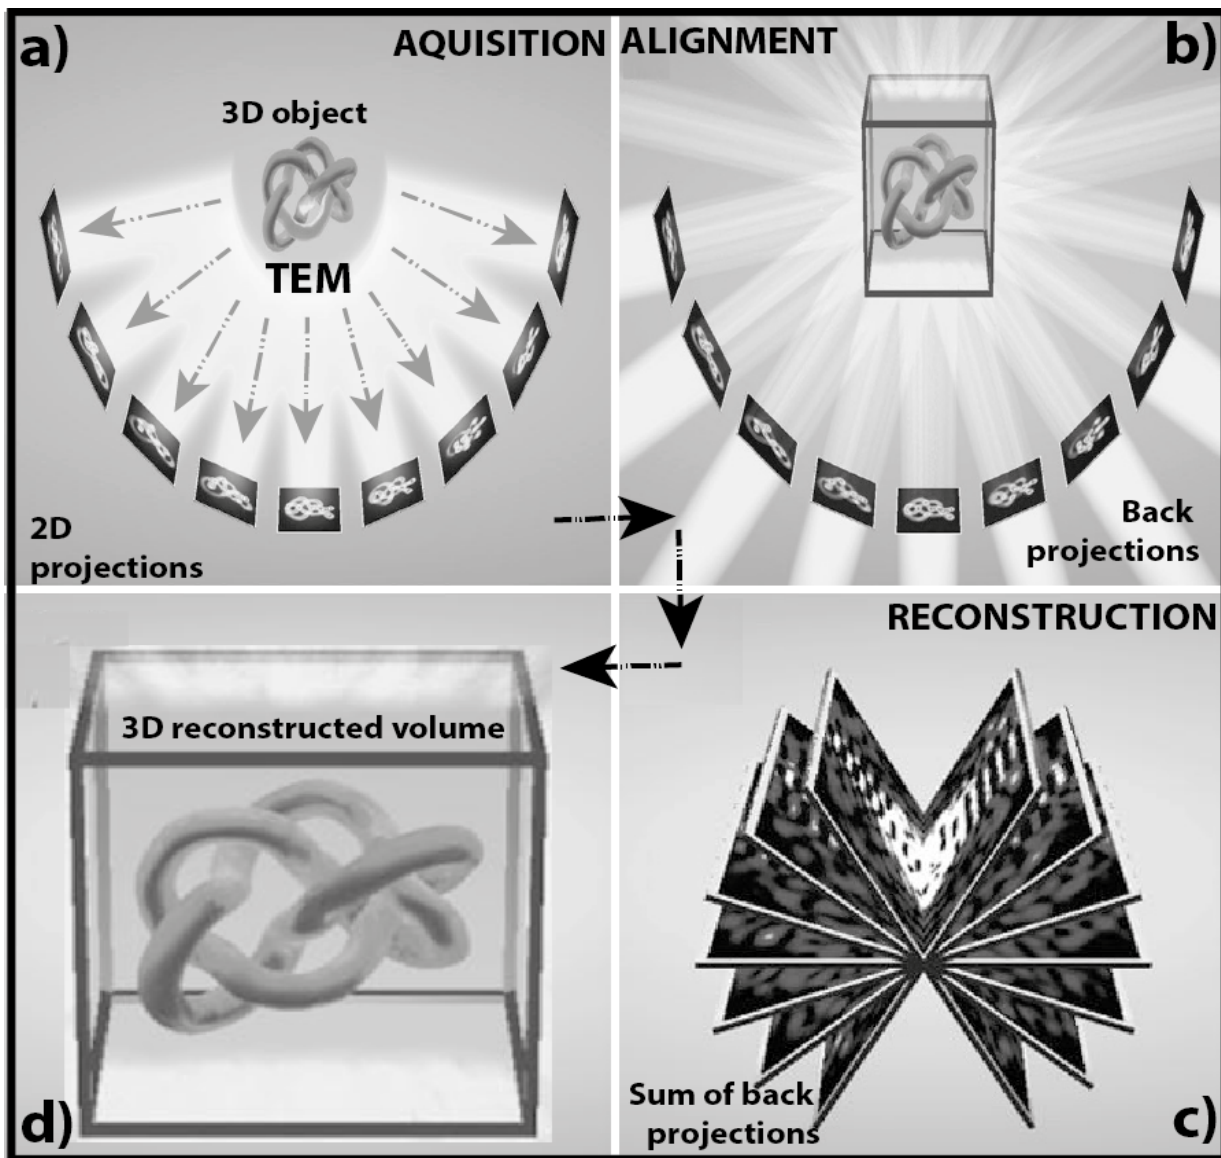 a)
AQUISITION
3D object
TEM
2D
projections
ALIGNMENT
b)
Back
projections
RECONSTRUCTION
Sum of back
projections
c)
3D reconstructed volume
d)